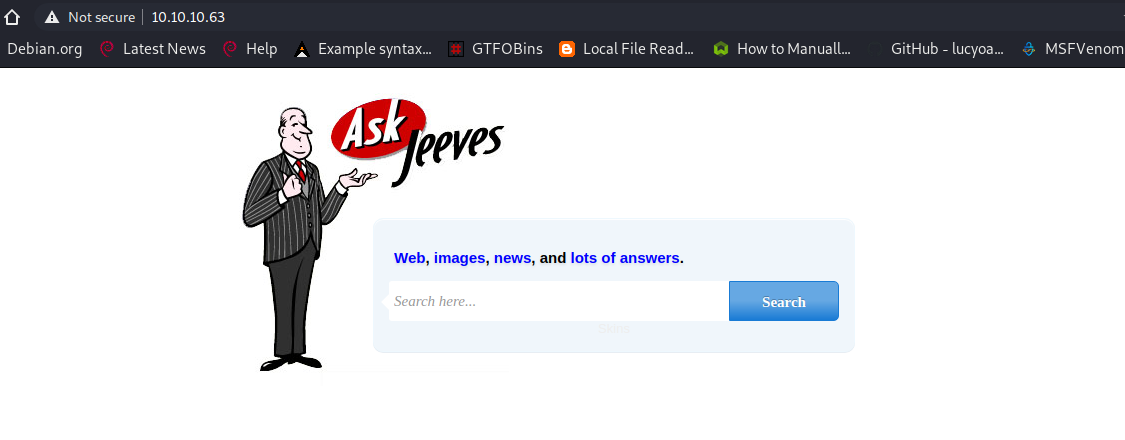 Not secure 10.10.10.63
Debian.org Latest News Help Example syntax... GTFOBins Local File Read... How to Manuall... GitHub - lucyoa... MSFVenom
Ask
Jeeves
Web, images, news, and lots of answers.
Search here... Search
Skins